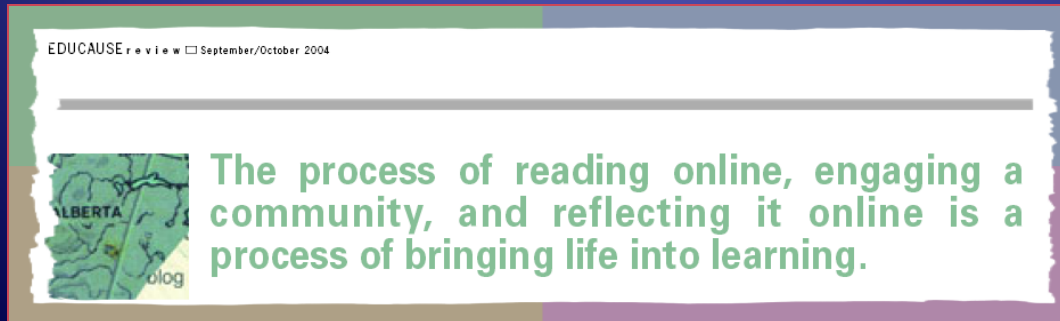 EDUCAUSE review □ September/October 2004
The process of reading online, engaging a
community, and reflecting it online is a
process of bringing life into learning.
ALBERTA
blog